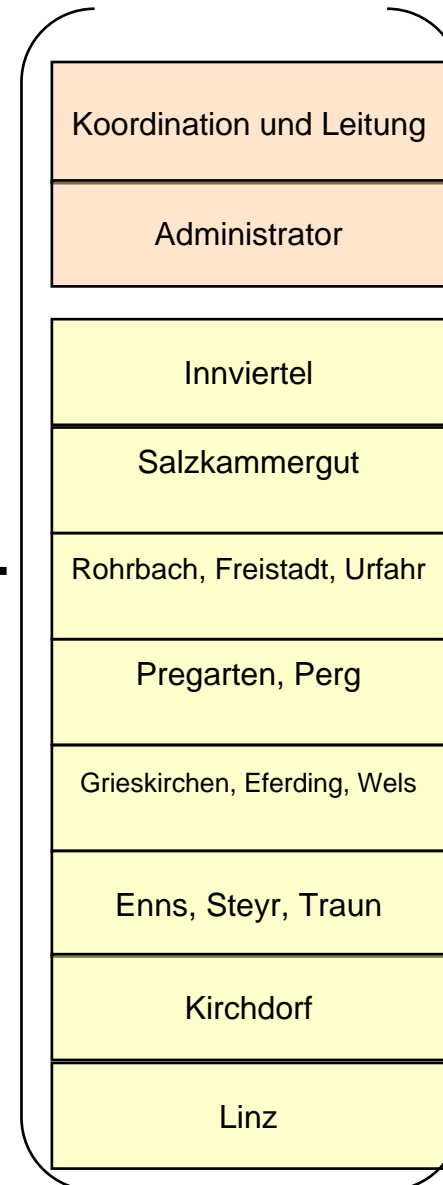 Koordination und Leitung
Administrator
Innviertel
Salzkammergut
Rohrbach, Freistadt, Urfahr
Pregarten, Perg
Grieskirchen, Eferding, Wels
Enns, Steyr, Traun
Kirchdorf
Linz